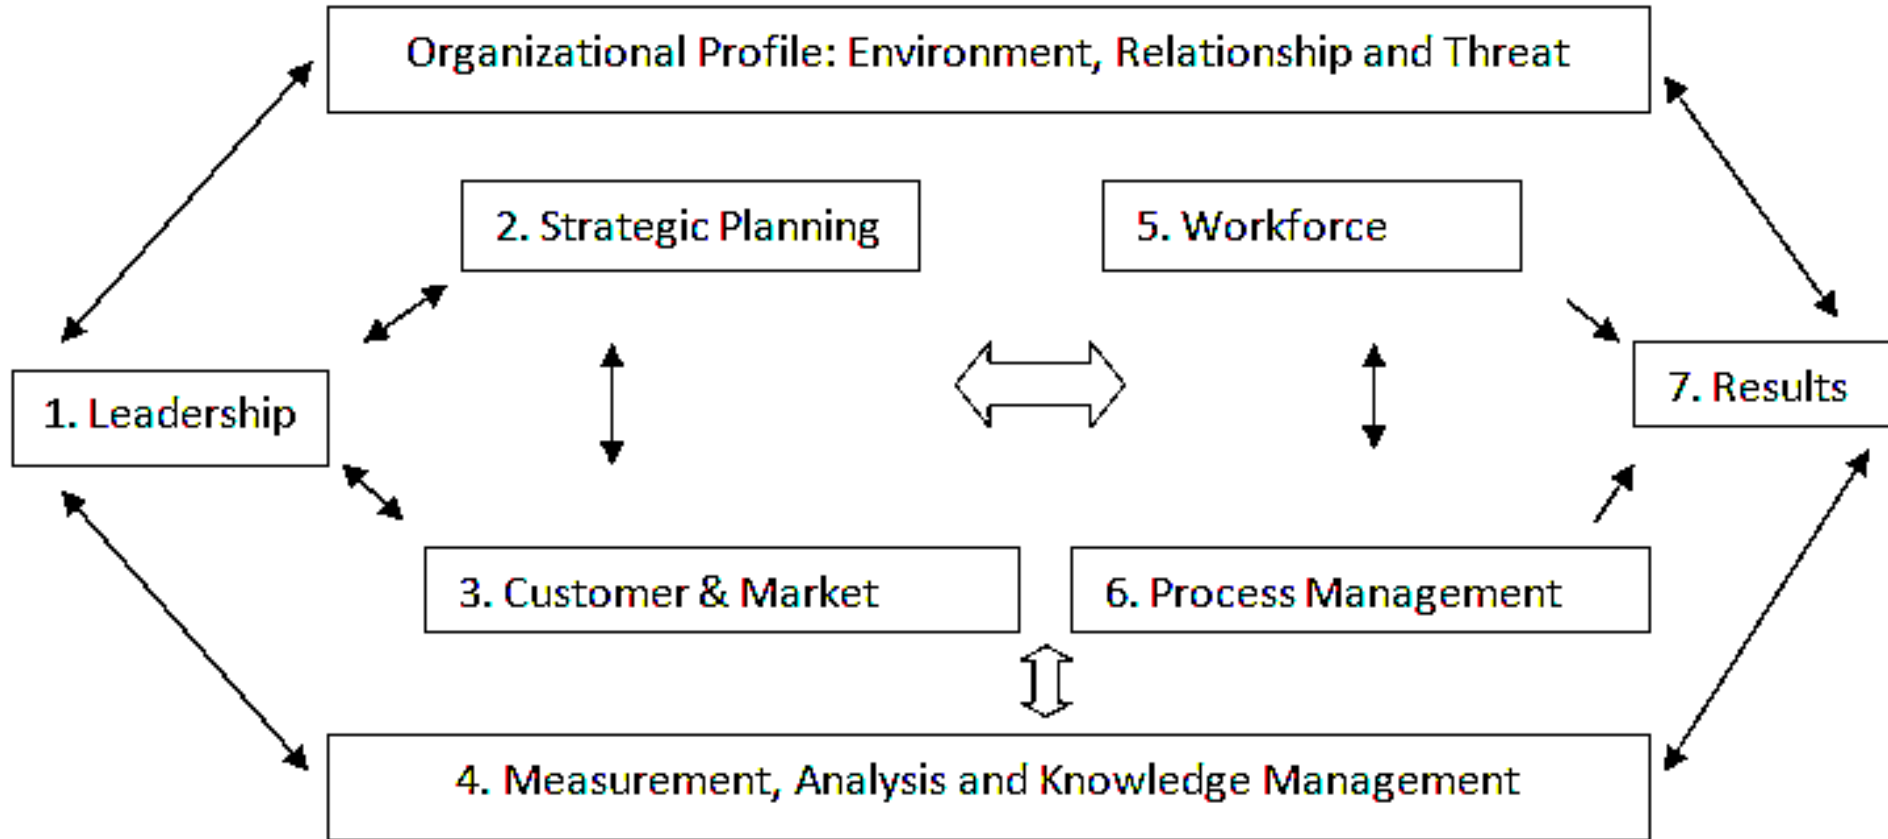 Organizational Profile: Environment, Relationship and Threat
2. Strategic Planning
5. Workforce
1. Leadership
7. Results
3. Customer & Market
6. Process Management
4. Measurement, Analysis and Knowledge Management